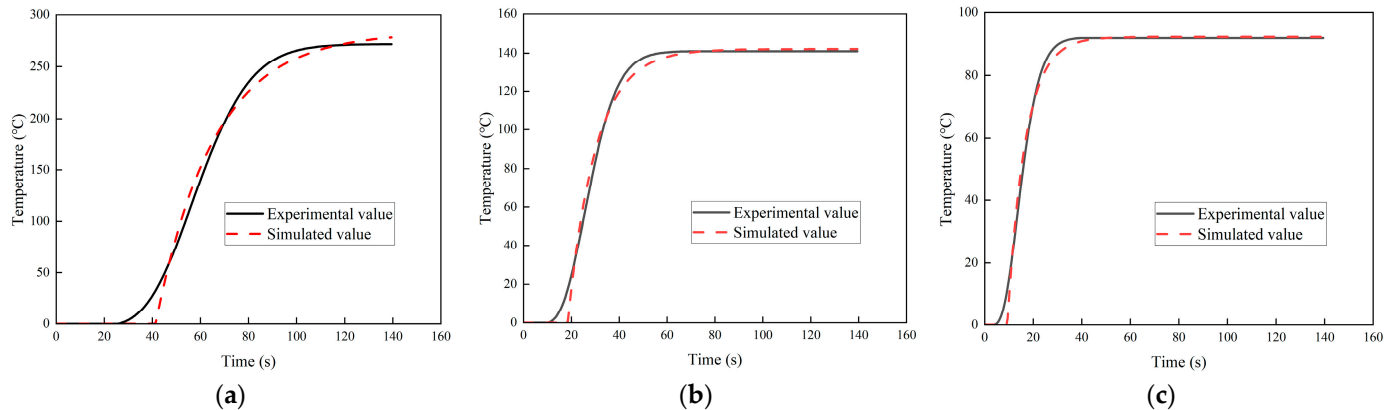 300
250
200
150
100
50
0
Temperature (℃)
Experimental value
Simulated value
0 20 40 60 80 100 120 140 160
Time (s)
(a)
160
140
120
100
80
60
40
20
0
Temperature (℃)
Experimental value
Simulated value
0 20 40 60 80 100 120 140 160
Time (s)
(b)
100
80
60
40
20
0
Temperature (℃)
Experimental value
Simulated value
0 20 40 60 80 100 120 140 160
Time (s)
(c)